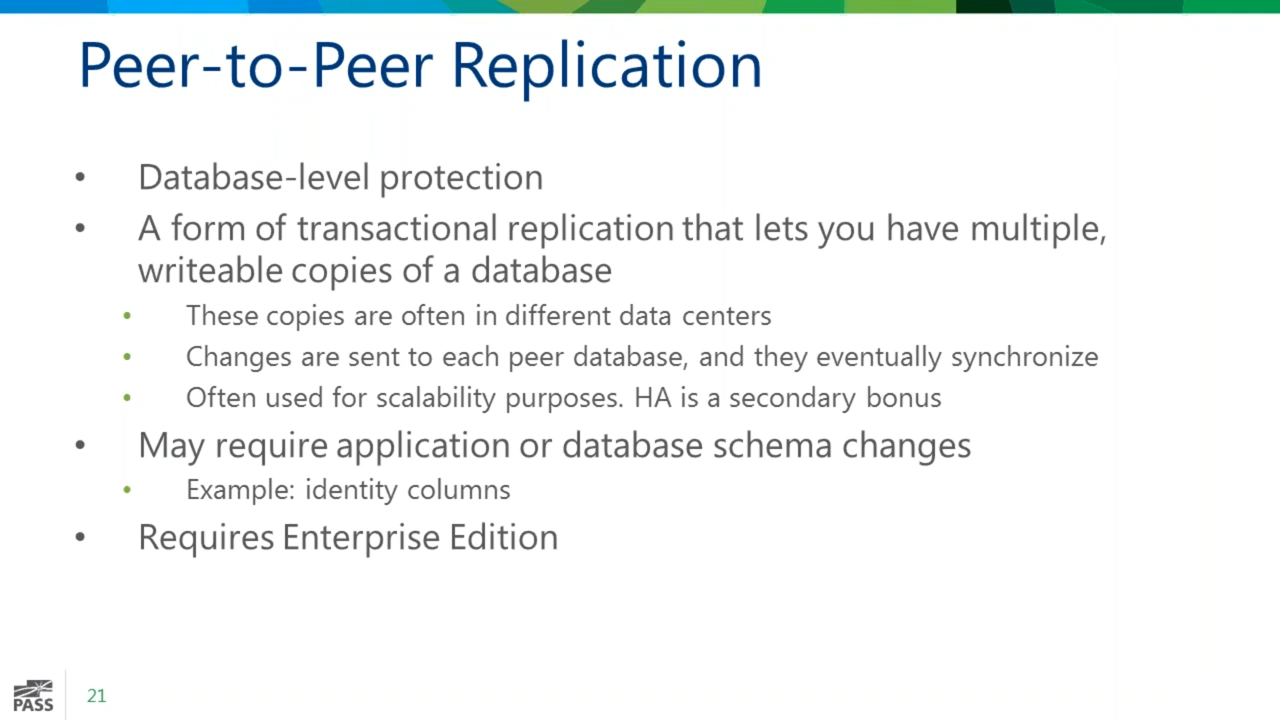 Peer-to-Peer Replication
• Database-level protection
• A form of transactional replication that lets you have multiple,
writeable copies of a database
• These copies are often in different data centers
• Changes are sent to each peer database, and they eventually synchronize
• Often used for scalability purposes. HA is a secondary bonus
• May require application or database schema changes
• Example: identity columns
• Requires Enterprise Edition
PASS
21